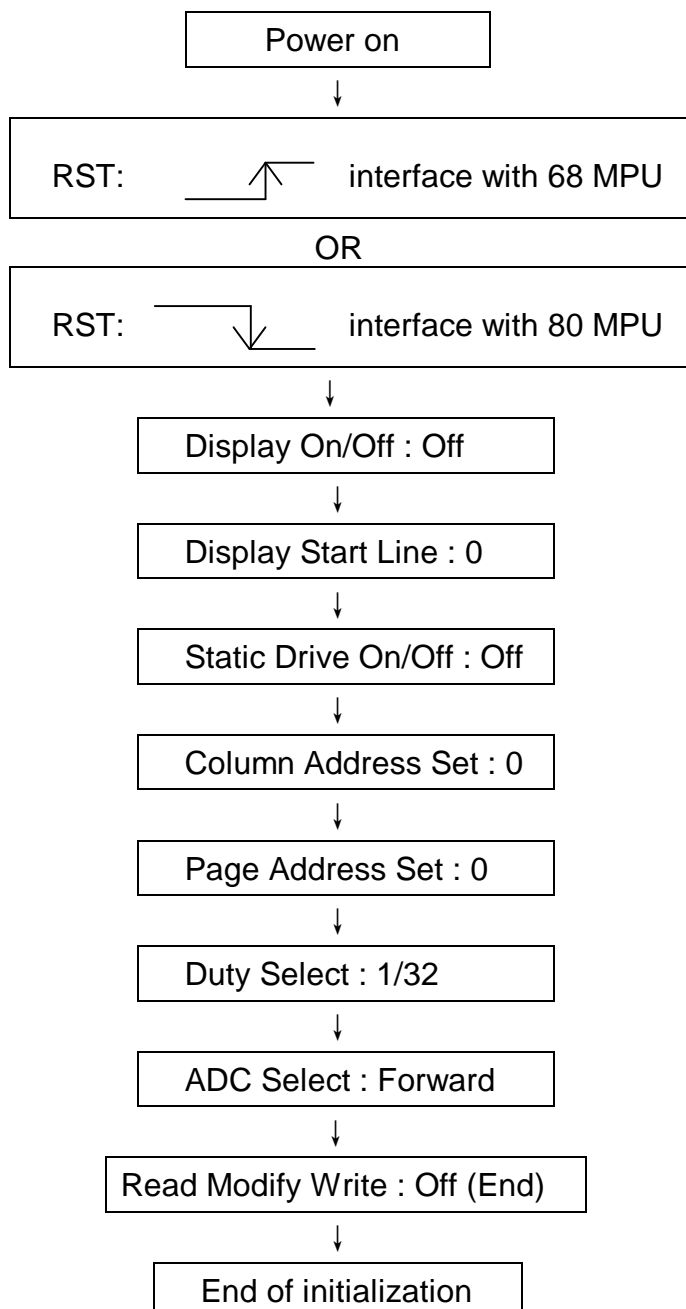 Power on
RST: interface with 68 MPU
OR
RST: interface with 80 MPU
Display On/Off : Off
Display Start Line : 0
Static Drive On/Off : Off
Column Address Set : 0
Page Address Set : 0
Duty Select : 1/32
ADC Select : Forward
Read Modify Write : Off (End)
End of initialization